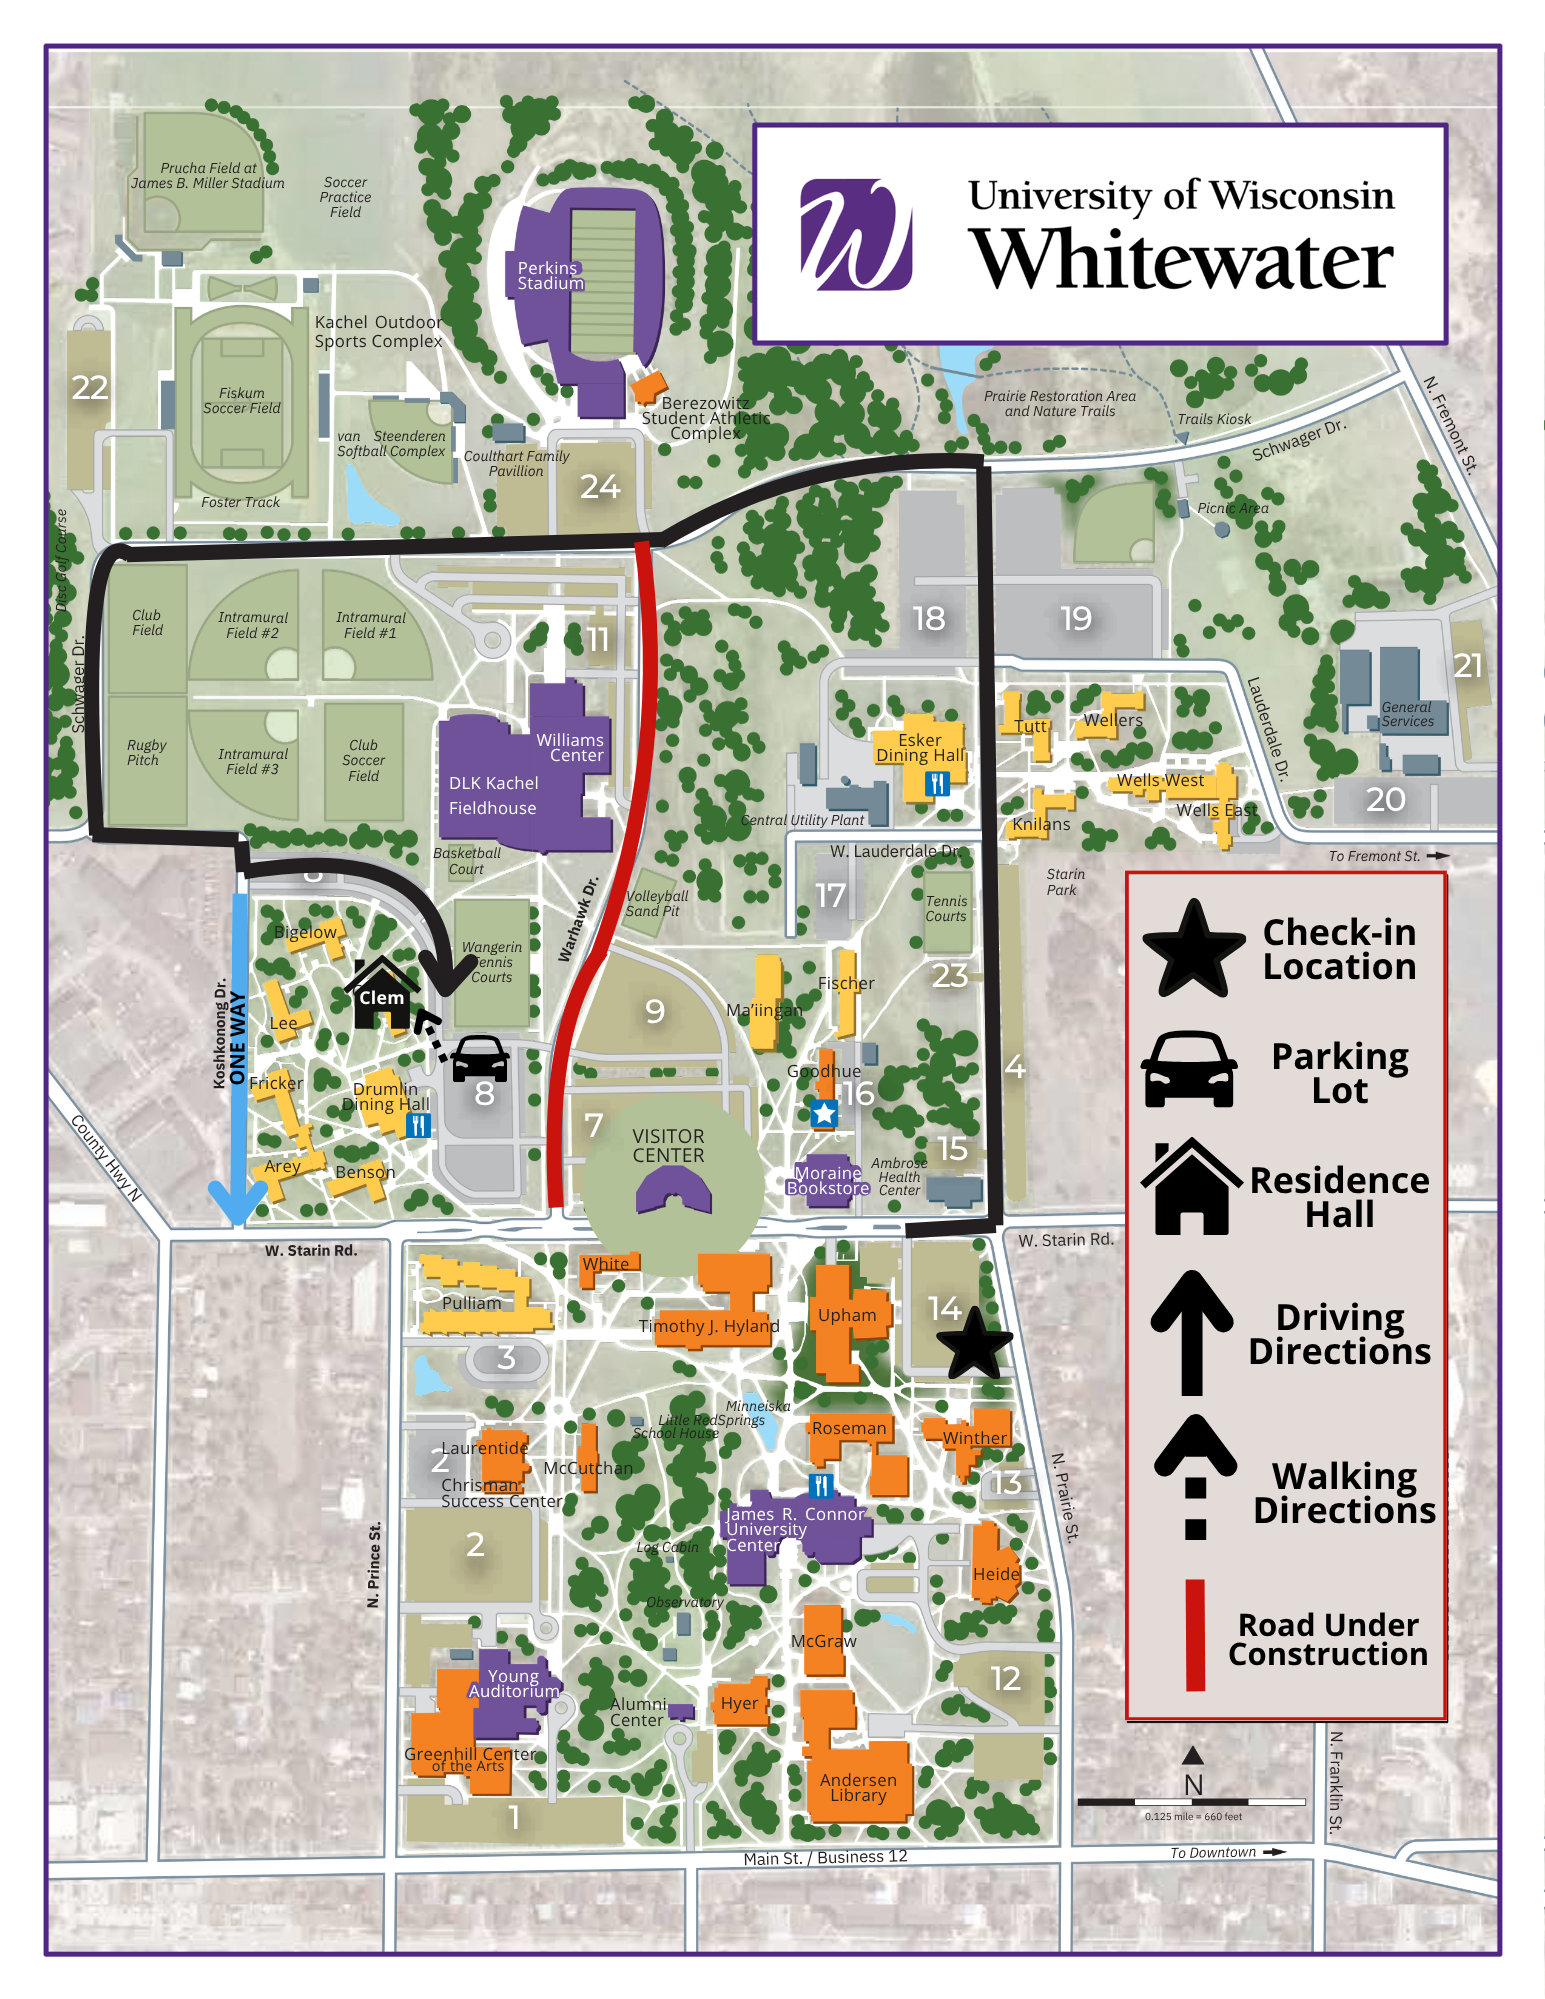 University of Wisconsin
Whitewater
Prucha Field at
James B. Miller Stadium
Soccer
Practice
Field
Perkins
Stadium
Kachel Outdoor
Sports Complex
22
Fiskum
Soccer Field
van Steenderen
Softball Complex
Coulthart Family
Pavillion
Berezowitz
Student Athletic
Complex
Foster Track
24
Prairie Restoration Area
and Nature Trails
Trails Kiosk
Schwager Dr.
N. Fremont St.
Picnic Area
Disc Golf Course
Schwager Dr.
Club
Field
Intramural
Field #2
Intramural
Field #1
11
18
19
21
Rugby
Pitch
Intramural
Field #3
Club
Soccer
Field
Williams
Center
DLK Kachel
Fieldhouse
Esker
Dining Hall
Tutt
Wellers
Lauderdale Dr.
General
Services
Wells West
Wells East
20
Central Utility Plant
Knilans
W. Lauderdale Dr.
To Fremont St.
Basketball
Court
Volleyball
Sand Pit
Warhawk Dr.
17
Tennis
Courts
Starin
Park
Bigelow
Wangerin
Tennis
Courts
Clem
Lee
Koshkonong Dr.
ONE WAY
9
Ma'iingan
Fischer
23
4
Fricker
Drumlin
Dining Hall
8
7
Goodhue
16
15
County Hwy N
Arey
Benson
VISITOR
CENTER
Moraine
Bookstore
Ambrose
Health
Center
W. Starin Rd.
W. Starin Rd.
White
Pulliam
Timothy J. Hyland
Upham
14
3
Minneiska
Springs
Little Red
School House
Roseman
Winther
Laurentide
2
McCutchan
Chrisman
Success Center
13
N. Prairie St.
James R. Connor
University
Center
2
Log Cabin
Heide
N. Prince St.
Observatory
McGraw
Young
Auditorium
12
Alumni
Center
Hyer
Greenhill Center
of the Arts
Andersen
Library
1
Main St. / Business 12
To Downtown
N. Franklin St.
N
0.125 mile = 660 feet
Check-in
Location
Parking
Lot
Residence
Hall
Driving
Directions
Walking
Directions
Road Under
Construction